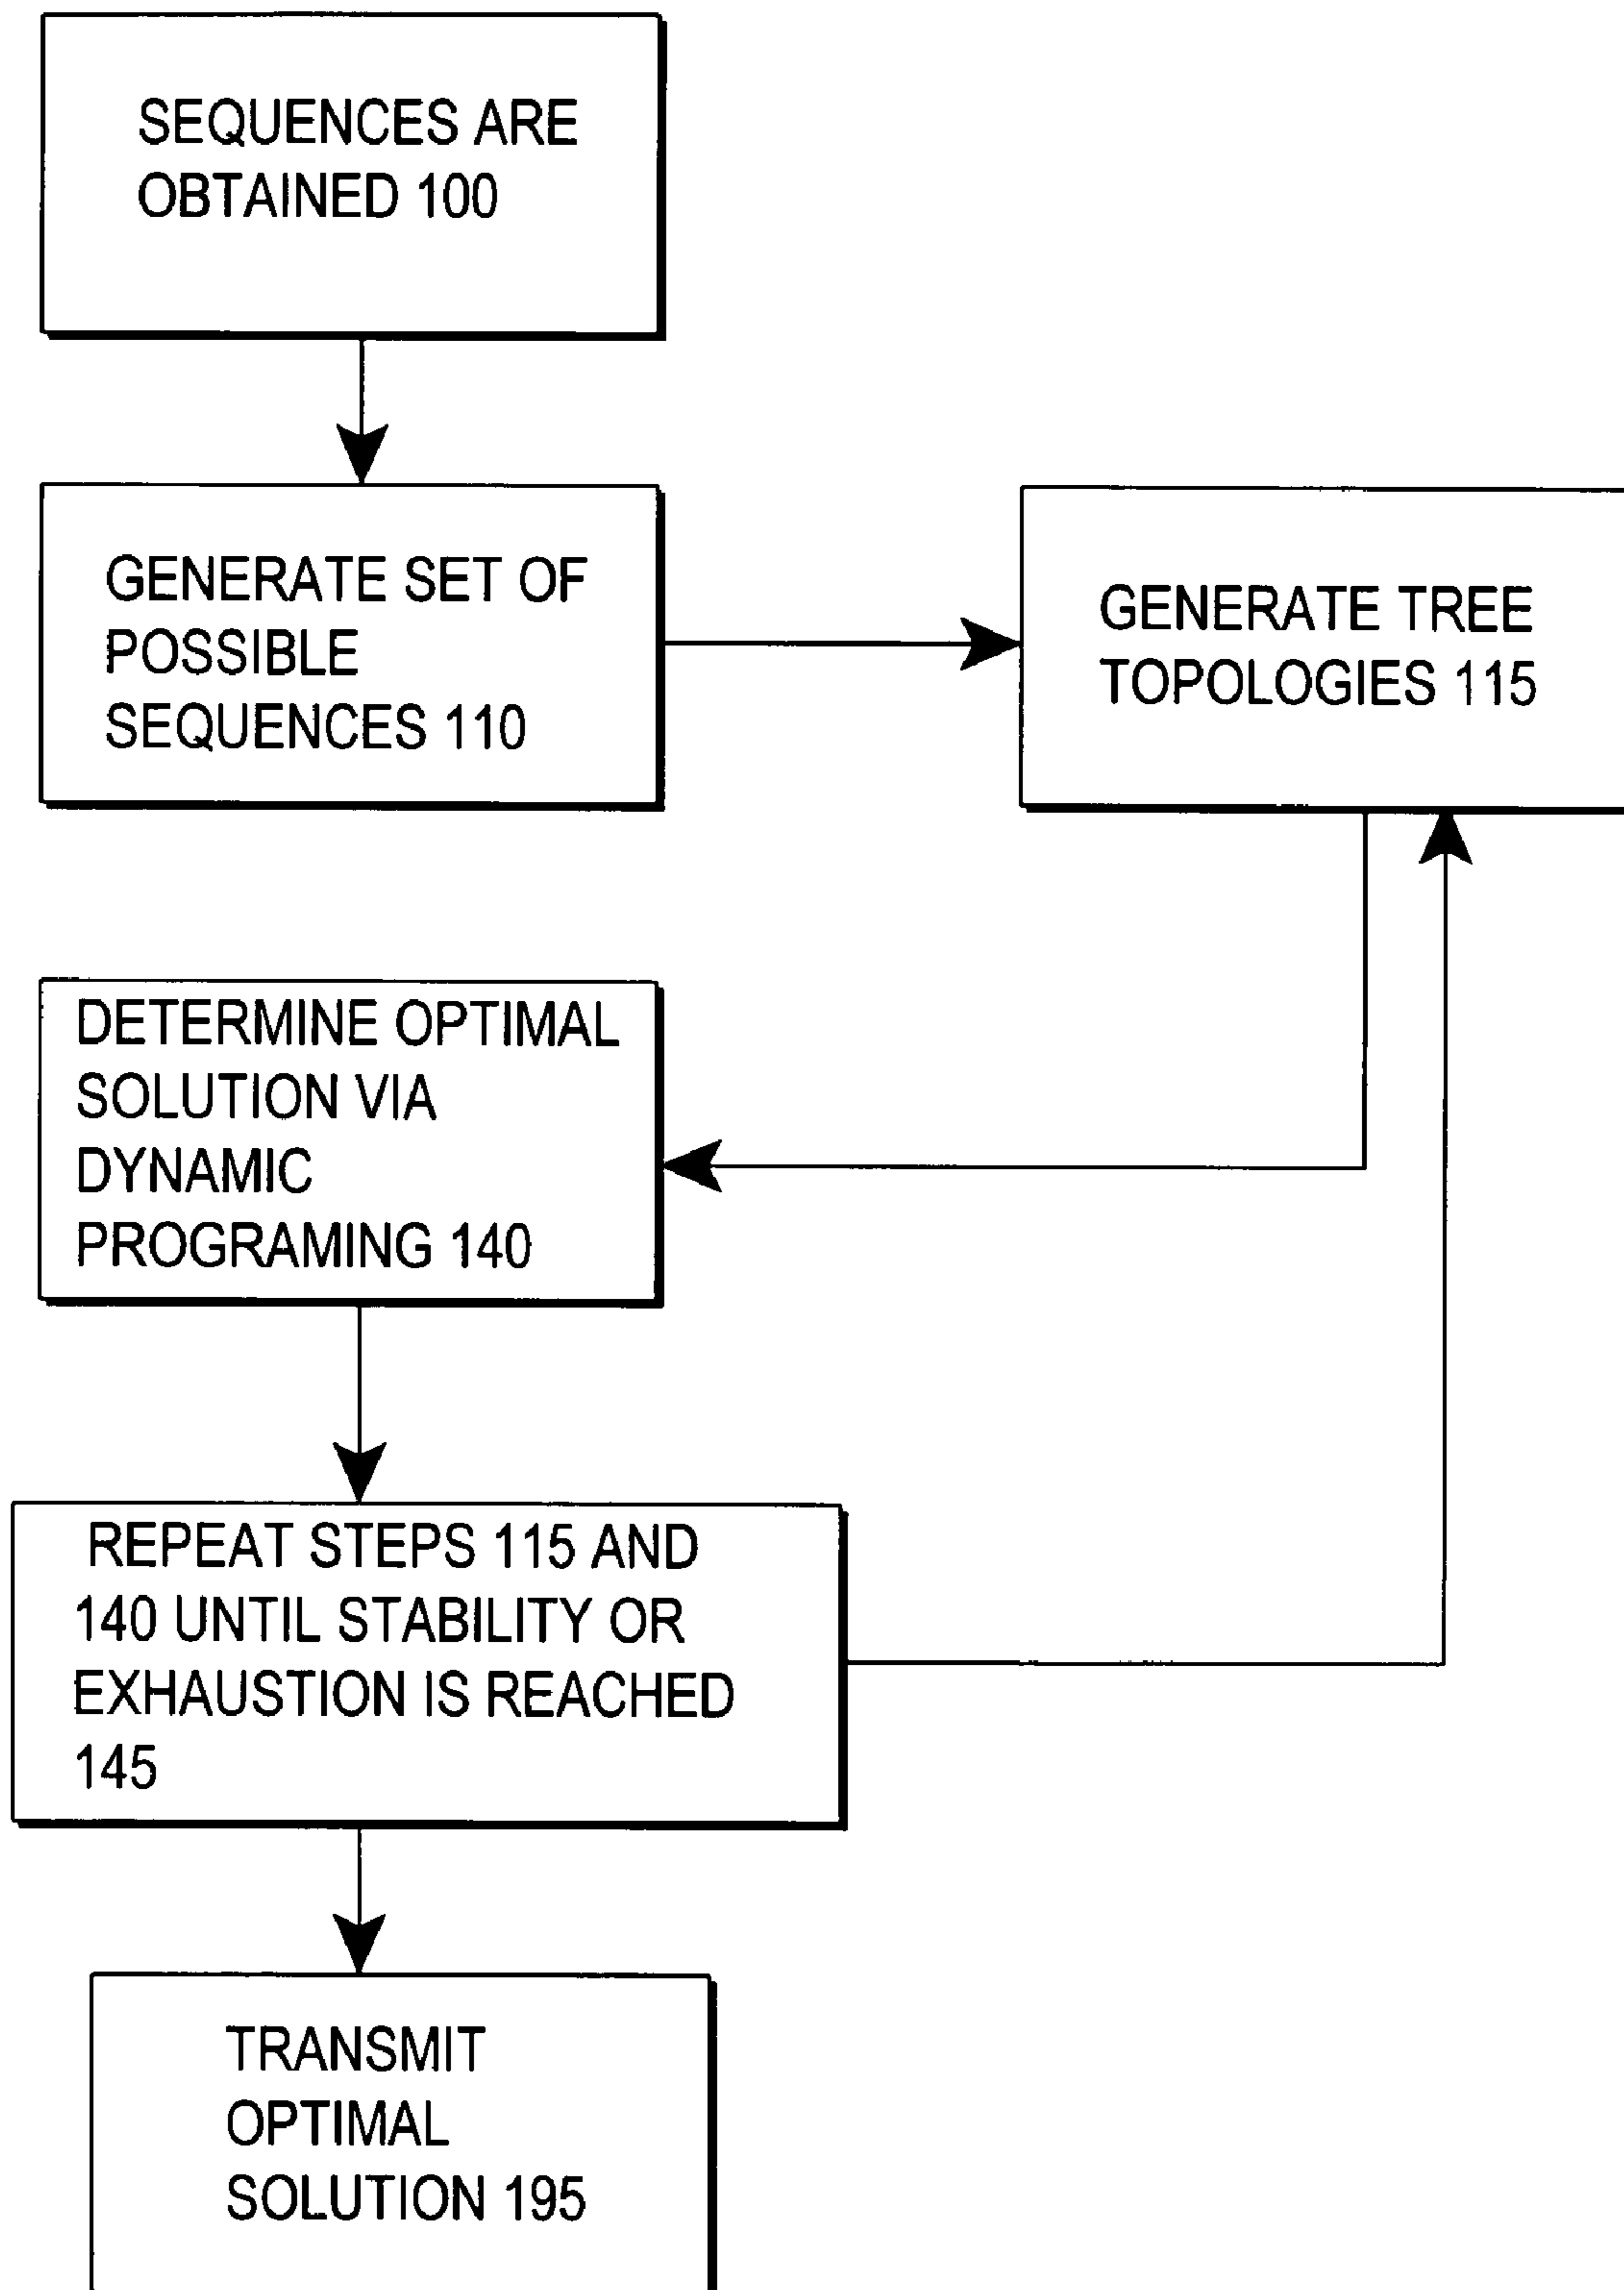 SEQUENCES ARE
OBTAINED 100
GENERATE SET OF
POSSIBLE
SEQUENCES 110
GENERATE TREE
TOPOLOGIES 115
DETERMINE OPTIMAL
SOLUTION VIA
DYNAMIC
PROGRAMING 140
REPEAT STEPS 115 AND
140 UNTIL STABILITY OR
EXHAUSTION IS REACHED
145
TRANSMIT
OPTIMAL
SOLUTION 195